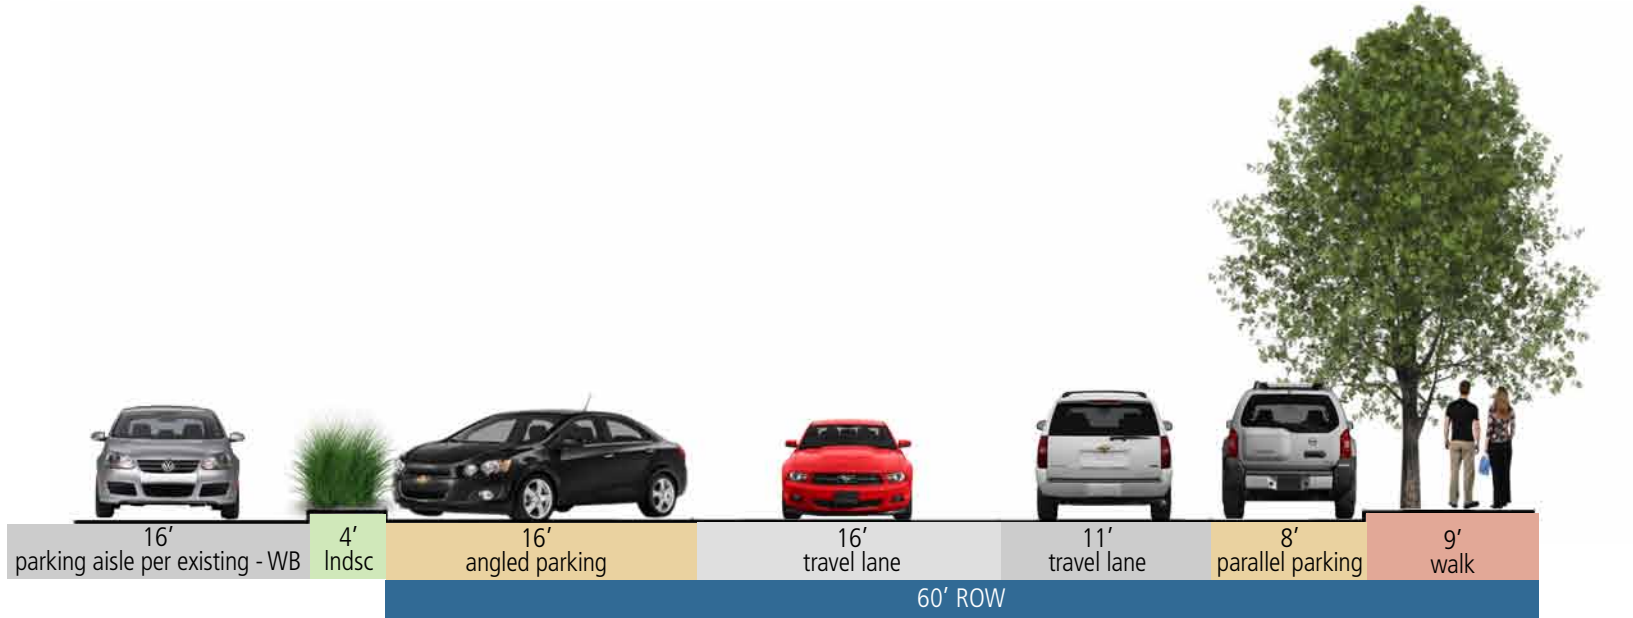 16’
parking aisle per existing - WB
4’
lndsc
16’
angled parking
16’
travel lane
11’
travel lane
8’
parallel parking
9’
walk
60’ ROW